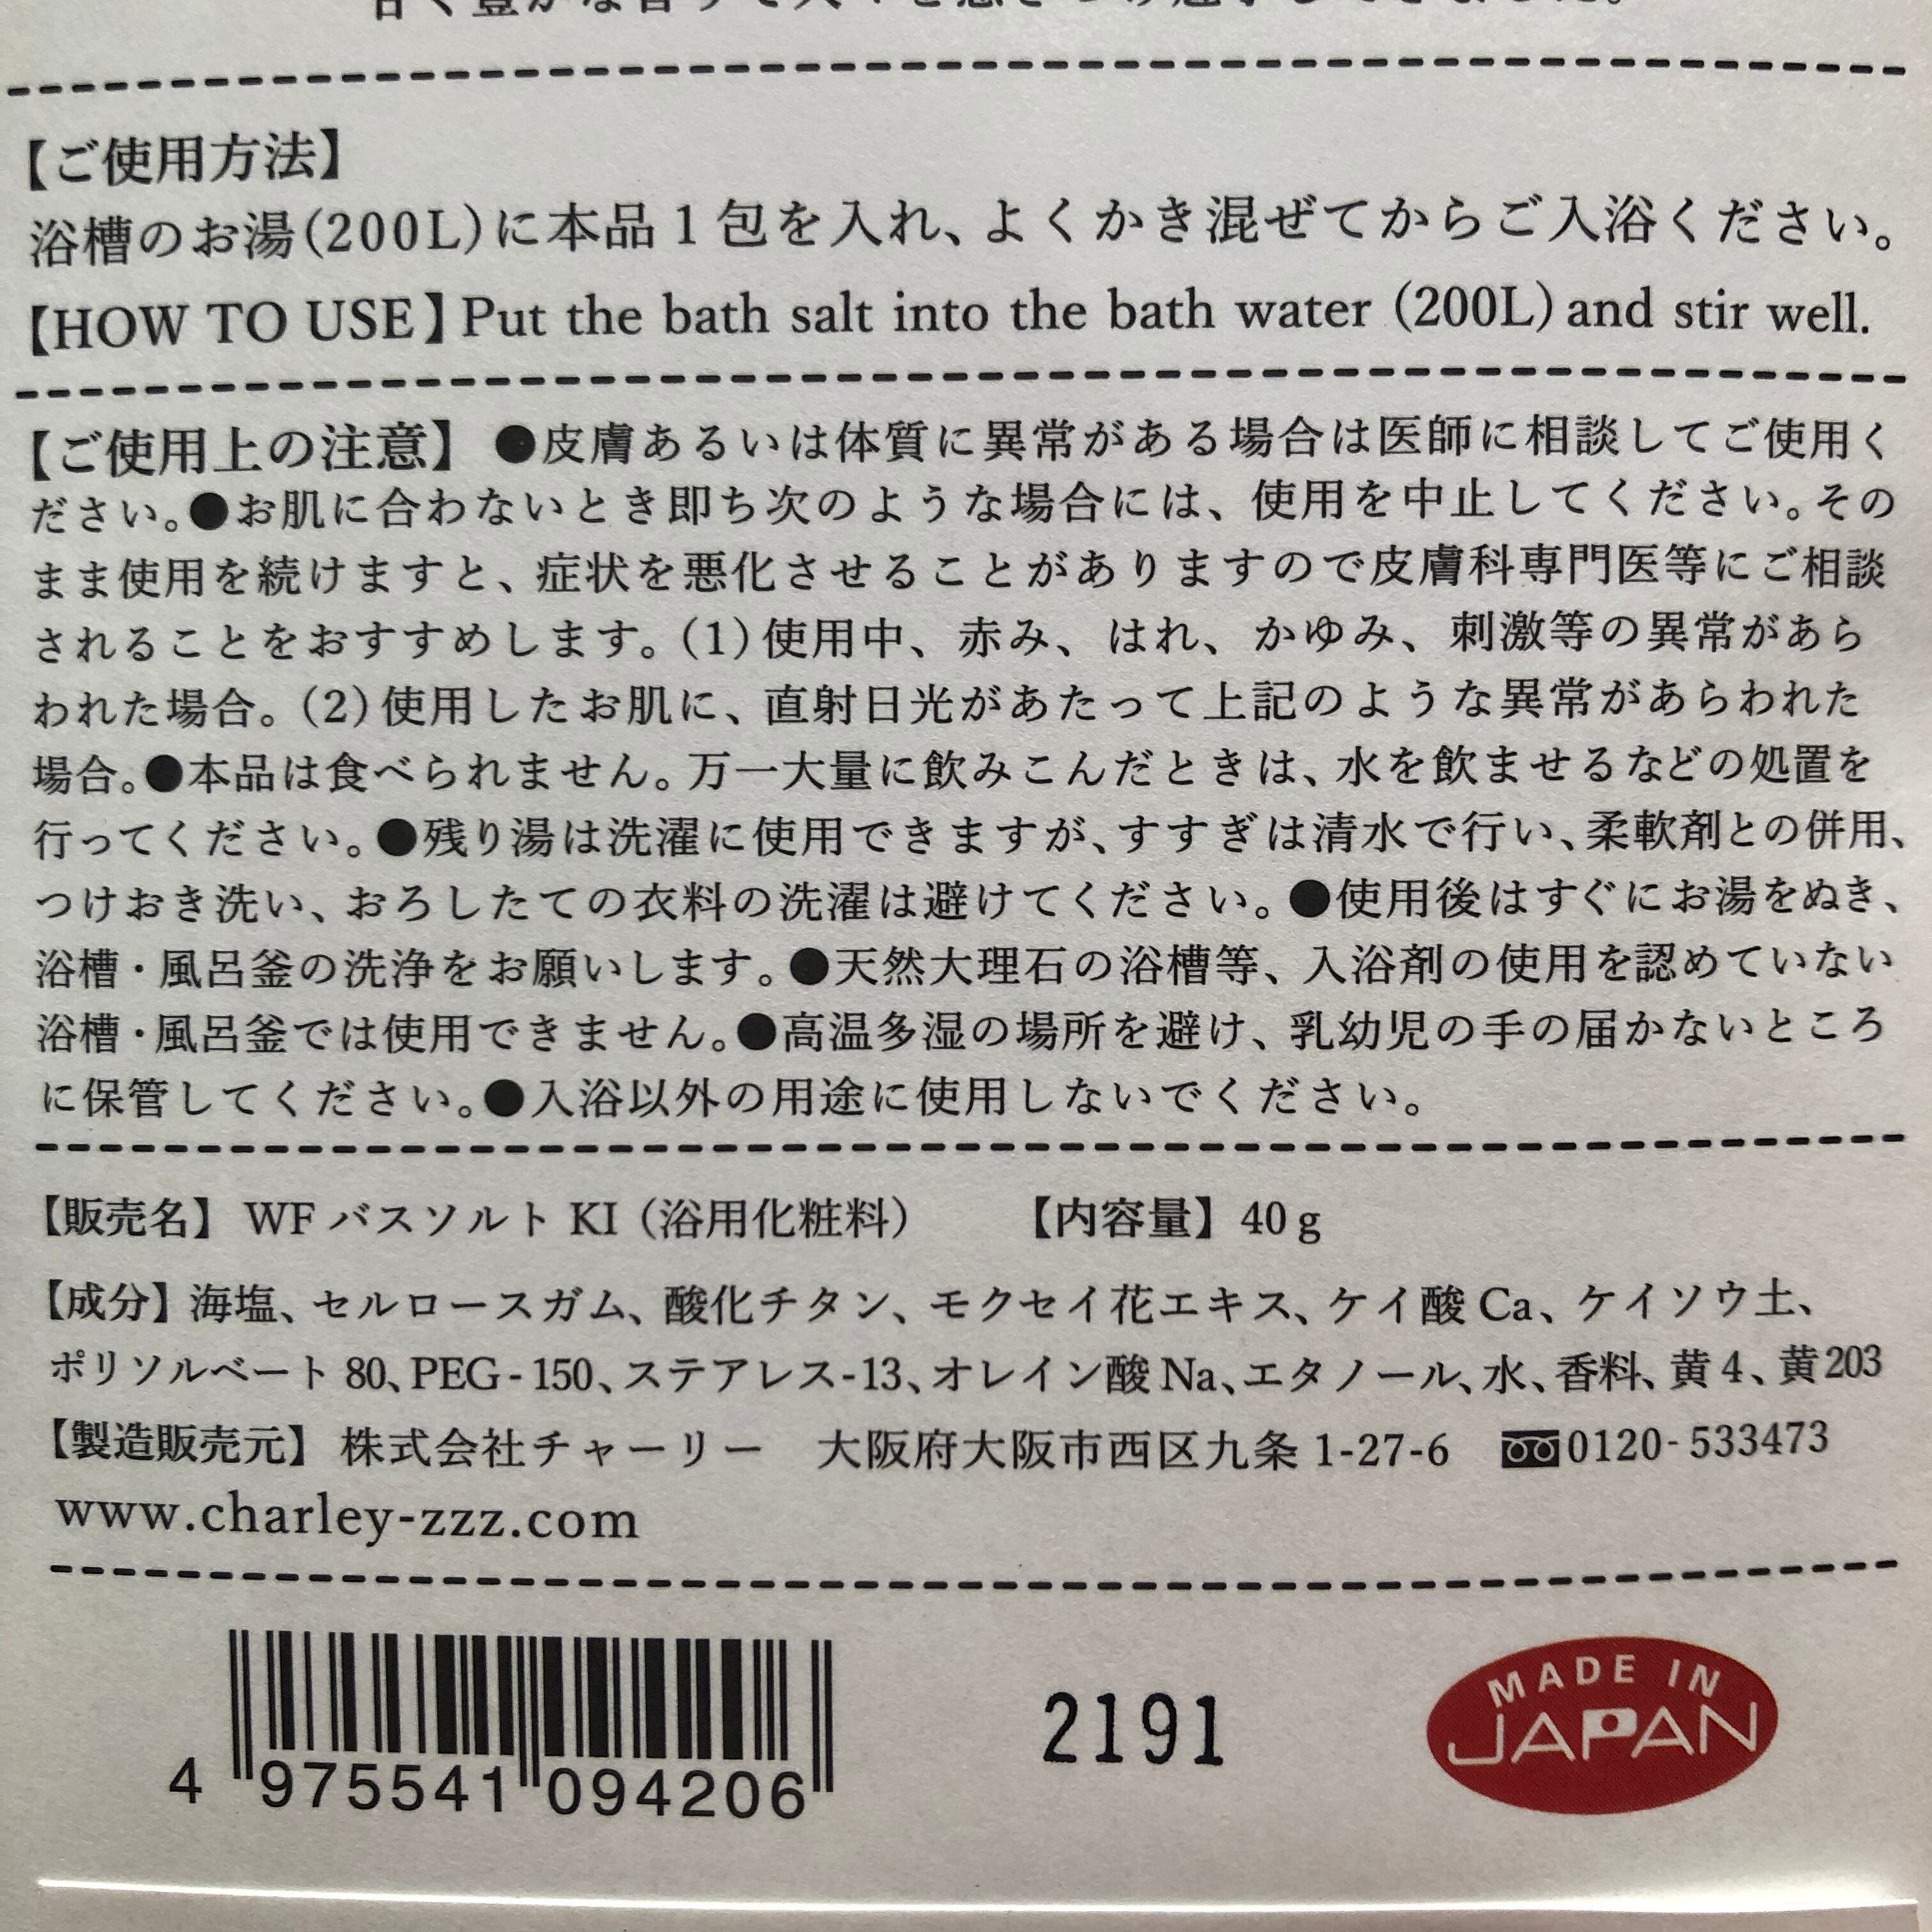 【ご使用方法】
浴槽のお湯(200L)に本品1包を入れ、よくかき混ぜてからご入浴ください。
【HOW TO USE】Put the bath salt into the bath water (200L) and stir well.
【ご使用上の注意】 ●皮膚あるいは体質に異常がある場合は医師に相談してご使用く
ださい。●お肌に合わないとき即ち次のような場合には、使用を中止してください。その
まま使用を続けますと、症状を悪化させることがありますので皮膚科専門医等にご相談
されることをおすすめします。(1)使用中、赤み、はれ、かゆみ、刺激等の異常があら
われた場合。(2)使用したお肌に、直射日光があたって上記のような異常があらわれた
場合。●本品は食べられません。万一大量に飲みこんだときは、水を飲ませるなどの処置を
行ってください。●残り湯は洗濯に使用できますが、すすぎは清水で行い、柔軟剤との併用、
つけおき洗い、おろしたての衣料の洗濯は避けてください。●使用後はすぐにお湯をぬき、
浴槽・風呂釜の洗浄をお願いします。●天然大理石の浴槽等、入浴剤の使用を認めていない
浴槽・風呂釜では使用できません。●高温多湿の場所を避け、乳幼児の手の届かないところ
に保管してください。●入浴以外の用途に使用しないでください。
【販売名】 WF バスソルト KI (浴用化粧料) 【内容量】 40 g
【成分】海塩、セルロースガム、酸化チタン、モクセイ花エキス、ケイ酸 Ca、ケイソウ土、
ポリソルベート 80、PEG-150、ステアレス-13、オレイン酸 Na、エタノール、水、香料、黄 4、黄203
【製造販売元】 株式会社チャーリー 大阪府大阪市西区九条 1-27-6 0120-533473
www.charley-zzz.com
4 975541 094206
2191
MADE IN
JAPAN